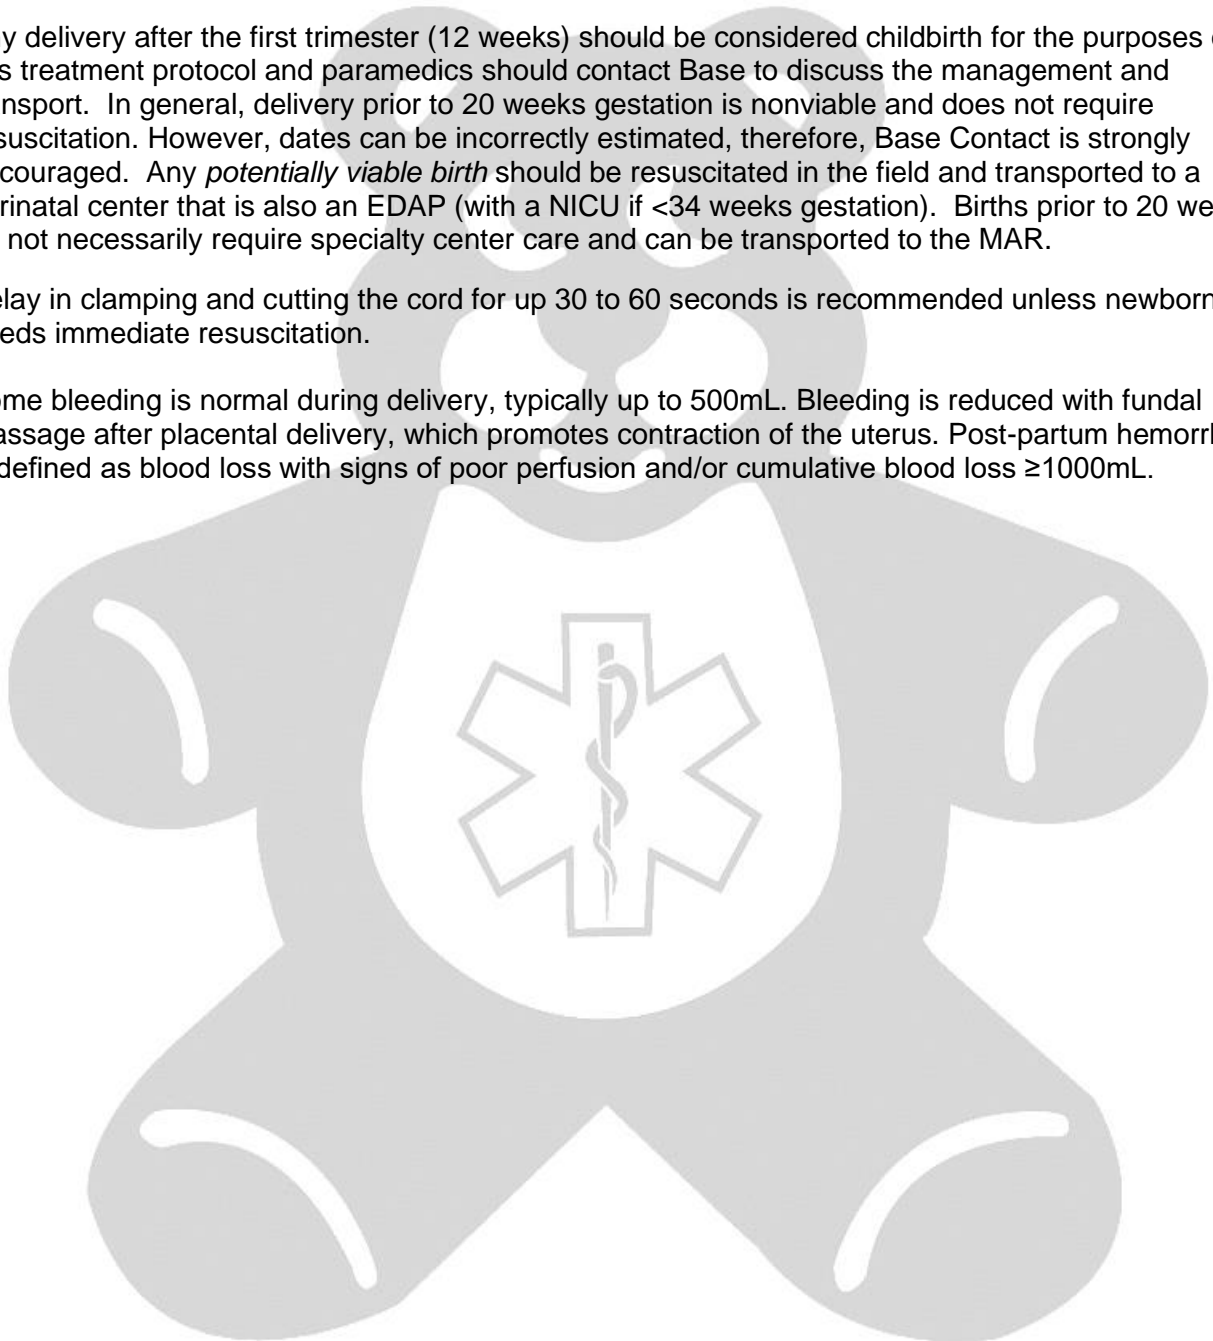 ny delivery after the first trimester (12 weeks) should be considered childbirth for the purposes
is treatment protocol and paramedics should contact Base to discuss the management and
nsport. In general, delivery prior to 20 weeks gestation is nonviable and does not require
suscitation. However, dates can be incorrectly estimated, therefore, Base Contact is strongly
couraged. Any potentially viable birth should be resuscitated in the field and transported to a
rinatal center that is also an EDAP (with a NICU if <34 weeks gestation). Births prior to 20 we
not necessarily require specialty center care and can be transported to the MAR.
elay in clamping and cutting the cord for up 30 to 60 seconds is recommended unless newborn
eds immediate resuscitation.
ome bleeding is normal during delivery, typically up to 500mL. Bleeding is reduced with fundal
assage after placental delivery, which promotes contraction of the uterus. Post-partum hemorrh
defined as blood loss with signs of poor perfusion and/or cumulative blood loss ≥1000mL.